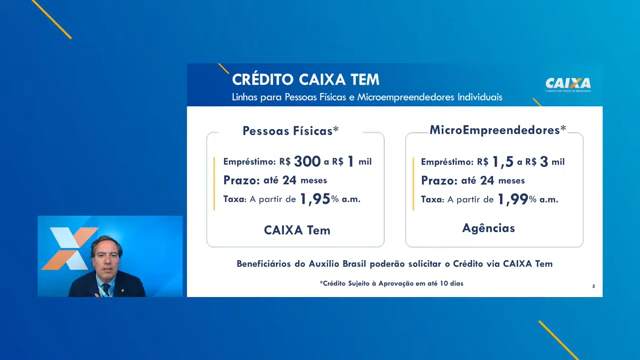 CRÉDITO CAIXA TEM
Linhas para Pessoas Físicas e Microempreendedores Individuais
CAIXA
Pessoas Físicas*
Empréstimo: R$ 300 a R$ 1 mil
Prazo: até 24 meses
Taxa: A partir de 1,95% a.m.
CAIXA Tem
MicroEmpreendedores*
Empréstimo: R$ 1,5 a R$ 3 mil
Prazo: até 24 meses
Taxa: A partir de 1,99% a.m.
Agências
Beneficiários do Auxilio Brasil poderão solicitar o Crédito via CAIXA Tem
*Crédito Sujeito à Aprovação em até 10 dias